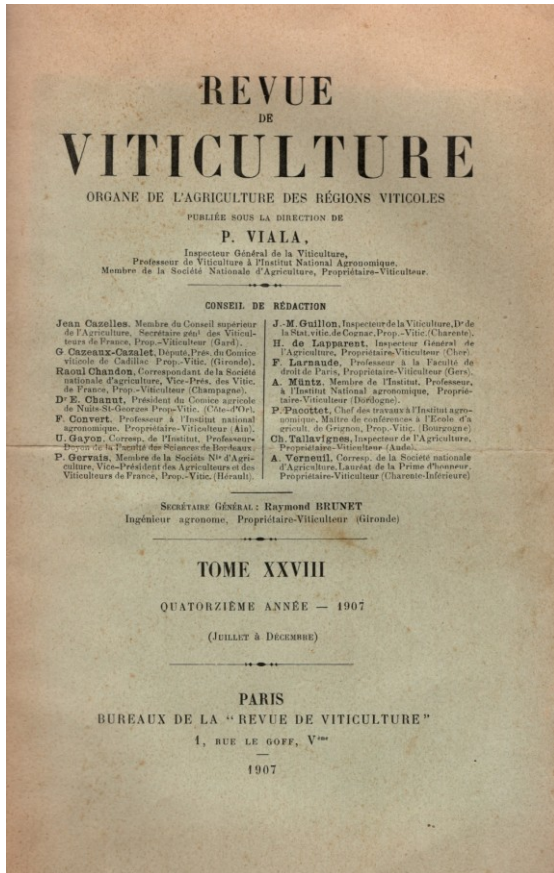 REVUE
DE
VITICULTURE
ORGANE DE L'AGRICULTURE DES RÉGIONS VITICOLES
PUBLIÉE SOUS LA DIRECTION DE
P. VIALA,
Inspecteur Général de la Viticulture,
Professeur de Viticulture à l'Institut National Agronomique,
Membre de la Société Nationale d'Agriculture, Propriétaire-Viticulteur.
CONSEIL DE RÉDACTION
Jean Cazelles, Membre du Conseil supérieur
de l'Agriculture, Secrétaire génl des Viticul-
teurs de France, Prop.-Viticulteur (Gard).
G. Cazeaux-Cazalet, Député, Prés. du Comice
viticole de Cadillac Prop.-Vitic. (Gironde).
Raoul Chandon, Correspondant de la Société
nationale d'agriculture, Vice-Prés. des Vitic.
de France, Prop.-Viticulteur (Champagne).
Dr E. Chanut, Président du Comice agricole
de Nuits-St-Georges Prop-Vitic. (Côte-d'Or).
F. Convert, Professeur à l'Institut national
agronomique, Propriétaire-Viticulteur (Ain).
U. Gayon, Corresp. de l'Institut, Professeur-
Doyen de la Faculté des Sciences de Bordeaux.
P. Gervais, Membre de la Société Nle d'Agri-
culture, Vice-Président des Agriculteurs et des
Viticulteurs de France, Prop.-Vitic. (Hérault).
J.-M. Guillon, Inspecteur de la Viticulture, Dr de
la Stat. vitic. de Cognac, Prop.-Vitic. (Charente).
H. de Lapparent, Inspecteur Général de
l'Agriculture, Propriétaire-Viticulteur (Cher).
F. Larnaude, Professeur à la Faculté de
droit de Paris, Propriétaire-Viticulteur (Gers).
A. Müntz, Membre de l'Institut, Professeur,
à l'Institut National agronomique, Proprié-
taire-Viticulteur (Dordogne).
P. Pacottet, Chef des travaux à l'Institut agro-
nomique, Maître de conférences à l'Ecole d'a
gricult. de Grignon, Prop.-Vitic. (Bourgogne)
Ch. Tallavignes, Inspecteur de l'Agriculture,
Propriétaire-Viticulteur (Aude).
A. Verneuil, Corresp. de la Société nationale
d'Agriculture, Lauréat de la Prime d'honneur,
Propriétaire-Viticulteur (Charente-Inférieure)
SECRÉTAIRE GÉNÉRAL : Raymond BRUNET
Ingénieur agronome, Propriétaire-Viticulteur (Gironde)
TOME XXVIII
QUATORZIÈME ANNÉE — 1907
(JUILLET à DÉCEMBRE)
PARIS
BUREAUX DE LA "REVUE DE VITICULTURE"
1, RUE LE GOFF, Vme
1907